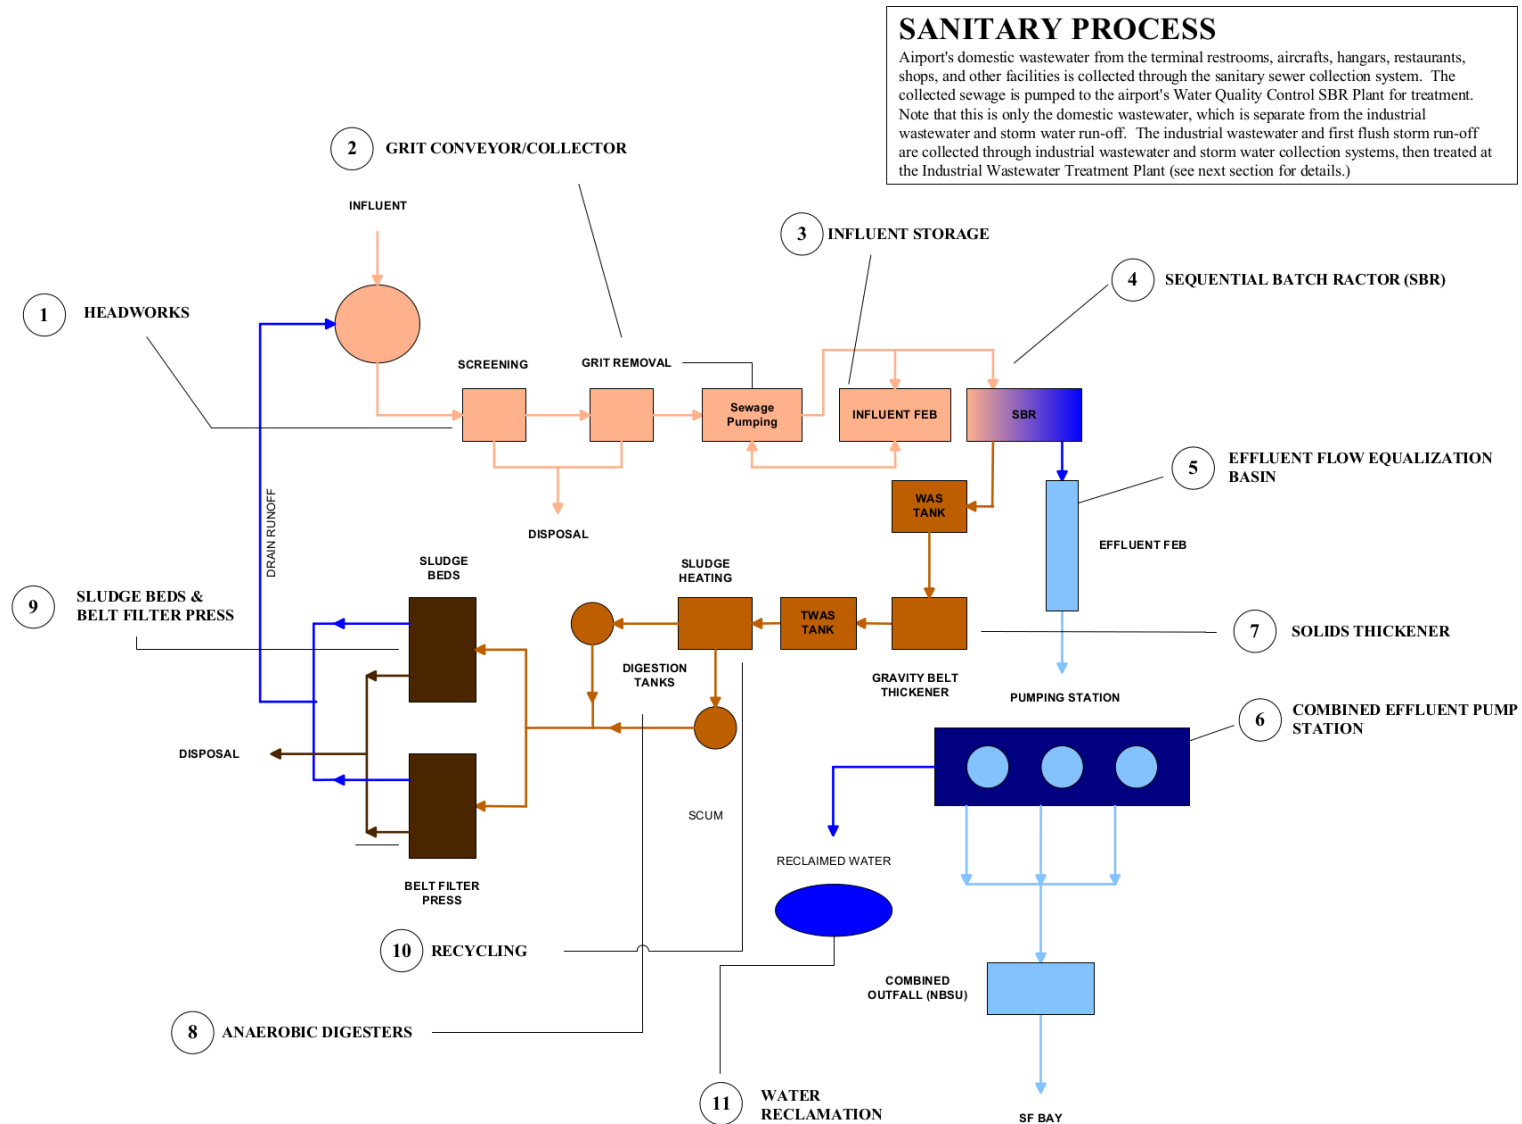 SANITARY PROCESS
Airport's domestic wastewater from the terminal restrooms, aircrafts, hangars, restaurants,
shops, and other facilities is collected through the sanitary sewer collection system.  The
collected sewage is pumped to the airport's Water Quality Control SBR Plant for treatment.
Note that this is only the domestic wastewater, which is separate from the industrial
wastewater and storm water run-off.  The industrial wastewater and first flush storm run-off
are collected through industrial wastewater and storm water collection systems, then treated at
the Industrial Wastewater Treatment Plant (see next section for details.)
2 GRIT CONVEYOR/COLLECTOR
INFLUENT
3 INFLUENT STORAGE
4 SEQUENTIAL BATCH RACTOR (SBR)
1 HEADWORKS
SCREENING
GRIT REMOVAL
Sewage
Pumping
INFLUENT FEB
SBR
5 EFFLUENT FLOW EQUALIZATION
BASIN
WAS
TANK
DRAIN RUNOFF
DISPOSAL
EFFLUENT FEB
SLUDGE
BEDS
SLUDGE
HEATING
9 SLUDGE BEDS &
BELT FILTER PRESS
TWAS
TANK
7 SOLIDS THICKENER
DIGESTION
TANKS
GRAVITY BELT
THICKENER
PUMPING STATION
6 COMBINED EFFLUENT PUMP
STATION
DISPOSAL
SCUM
RECLAIMED WATER
BELT FILTER
PRESS
10 RECYCLING
COMBINED
OUTFALL (NBSU)
8 ANAEROBIC DIGESTERS
11 WATER
RECLAMATION
SF BAY